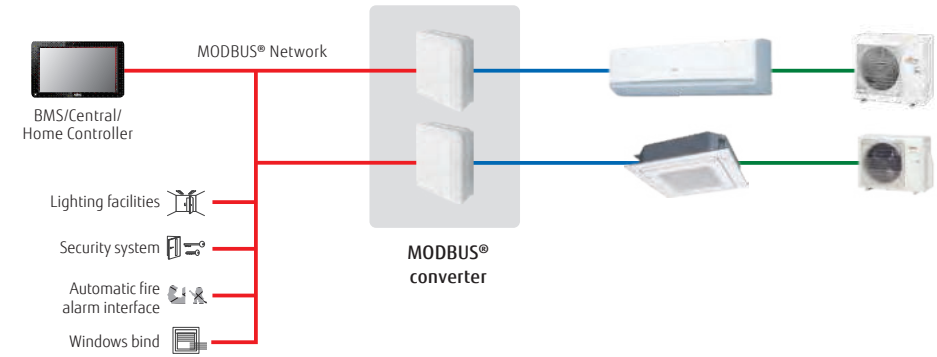 MODBUS® Network
BMS/Central/
Home Controller
Lighting facilities
Security system
Automatic fire
alarm interface
Windows bind
MODBUS®
converter